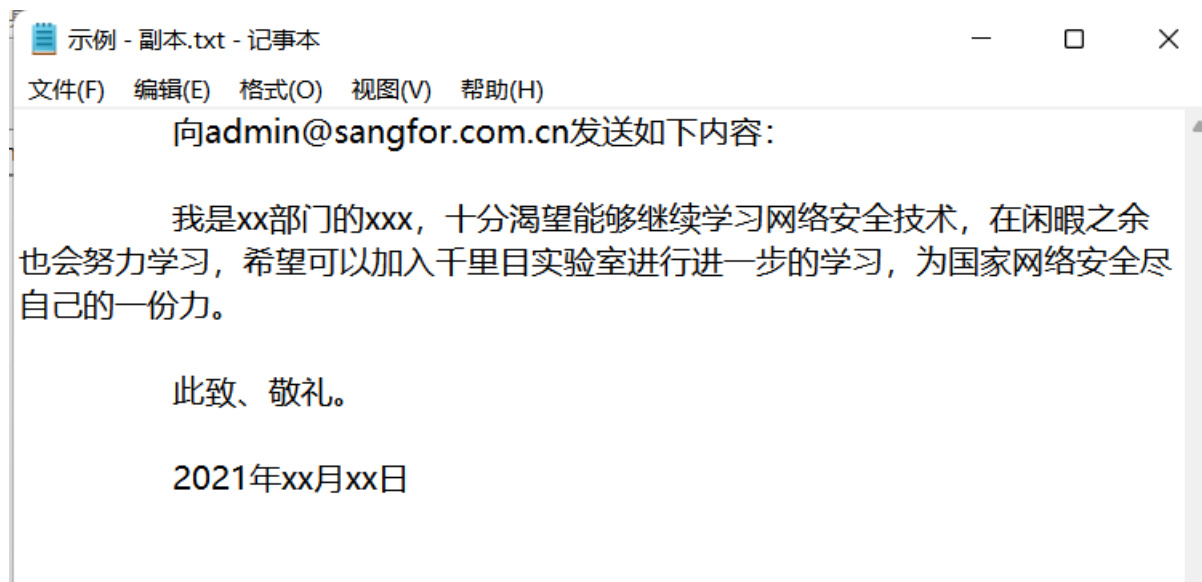 示例 - 副本.txt - 记事本
文件(F) 编辑(E) 格式(O) 视图(V) 帮助(H)
向admin@sangfor.com.cn发送如下内容：
我是xx部门的xxx，十分渴望能够继续学习网络安全技术，在闲暇之余
也会努力学习，希望可以加入千里目实验室进行进一步的学习，为国家网络安全尽
自己的一份力。
此致、敬礼。
2021年xx月xx日